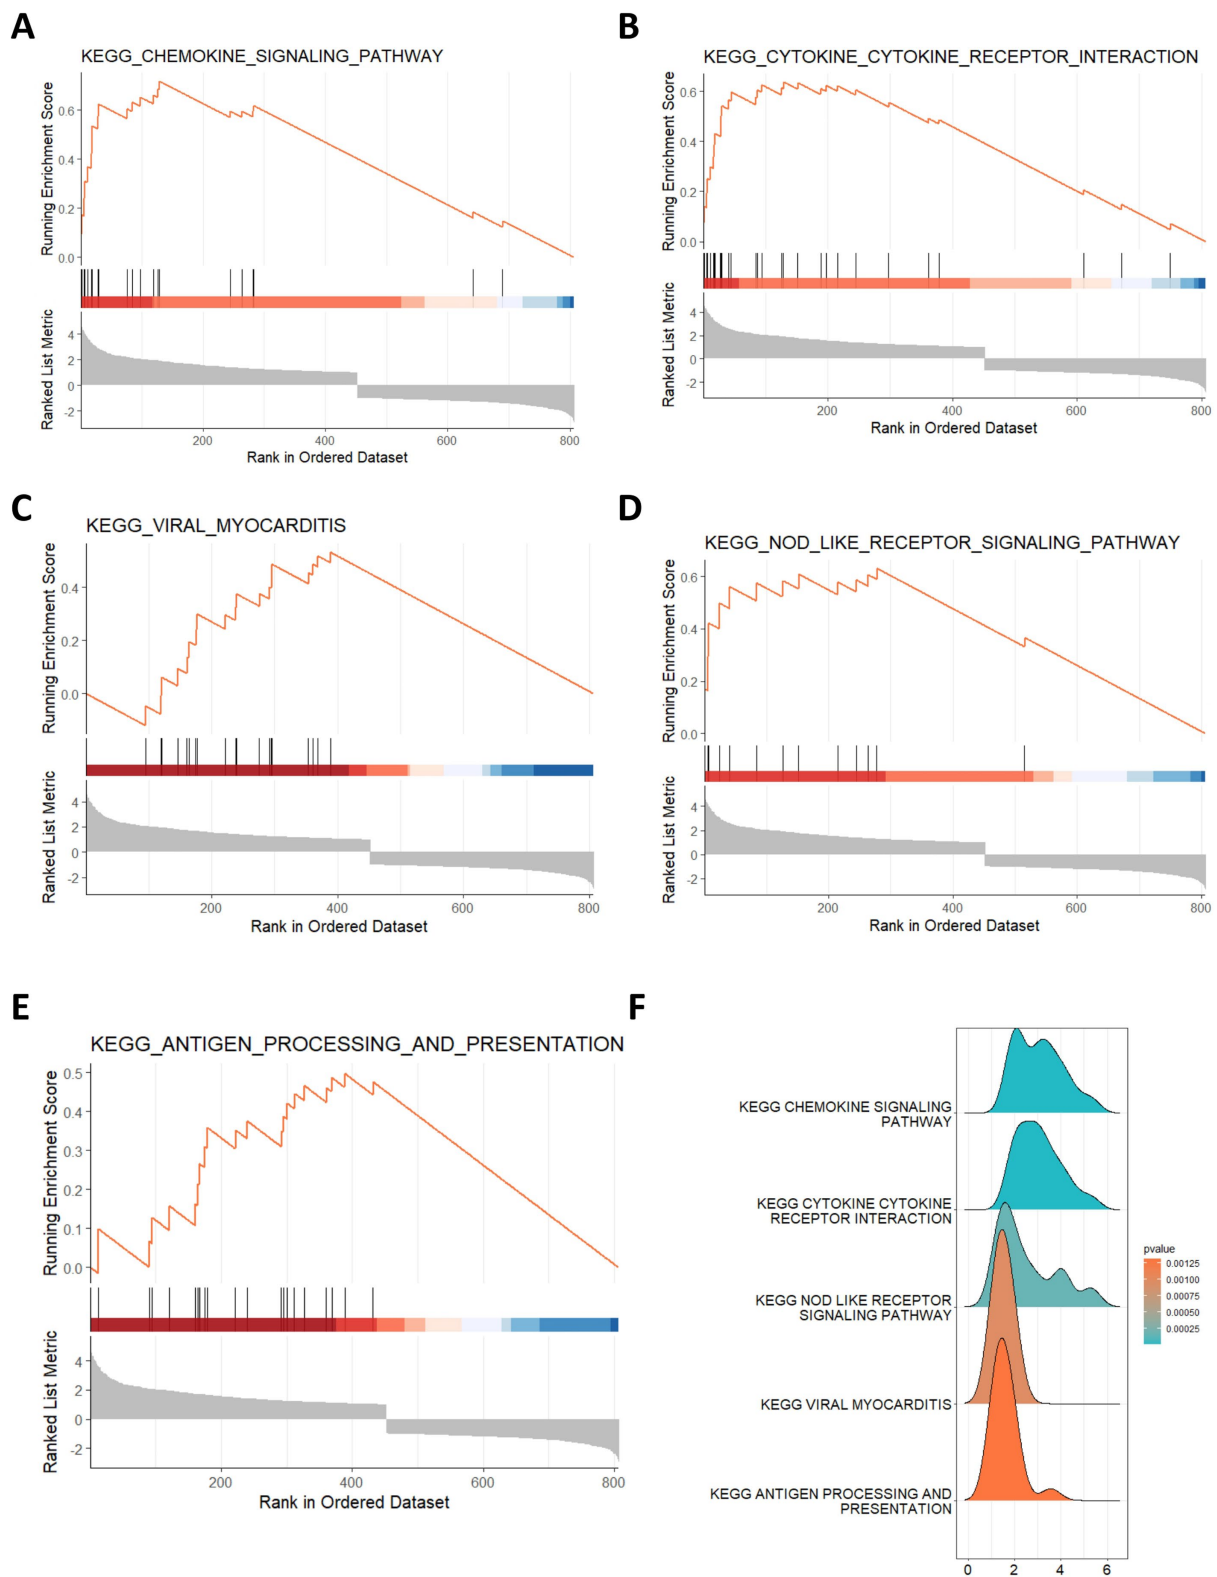 A
KEGG_CHEMOKINE_SIGNALING_PATHWAY
Running Enrichment Score
0.6
0.4
0.2
0.0
Ranked List Metric
4
2
0
-2
200
400
600
800
Rank in Ordered Dataset
B
KEGG_CYTOKINE_CYTOKINE_RECEPTOR_INTERACTION
Running Enrichment Score
0.6
0.4
0.2
0.0
Ranked List Metric
4
2
0
-2
200
400
600
800
Rank in Ordered Dataset
C
KEGG_VIRAL_MYOCARDITIS
Running Enrichment Score
0.4
0.2
0.0
Ranked List Metric
4
2
0
-2
200
400
600
800
Rank in Ordered Dataset
D
KEGG_NOD_LIKE_RECEPTOR_SIGNALING_PATHWAY
Running Enrichment Score
0.6
0.4
0.2
0.0
Ranked List Metric
4
2
0
-2
200
400
600
800
Rank in Ordered Dataset
E
KEGG_ANTIGEN_PROCESSING_AND_PRESENTATION
Running Enrichment Score
0.5
0.4
0.3
0.2
0.1
0.0
Ranked List Metric
4
2
0
-2
200
400
600
800
Rank in Ordered Dataset
F
KEGG CHEMOKINE SIGNALING
PATHWAY
KEGG CYTOKINE CYTOKINE
RECEPTOR INTERACTION
KEGG NOD LIKE RECEPTOR
SIGNALING PATHWAY
KEGG VIRAL MYOCARDITIS
KEGG ANTIGEN PROCESSING AND
PRESENTATION
0
2
4
6
pvalue
0.00125
0.00100
0.00075
0.00050
0.00025